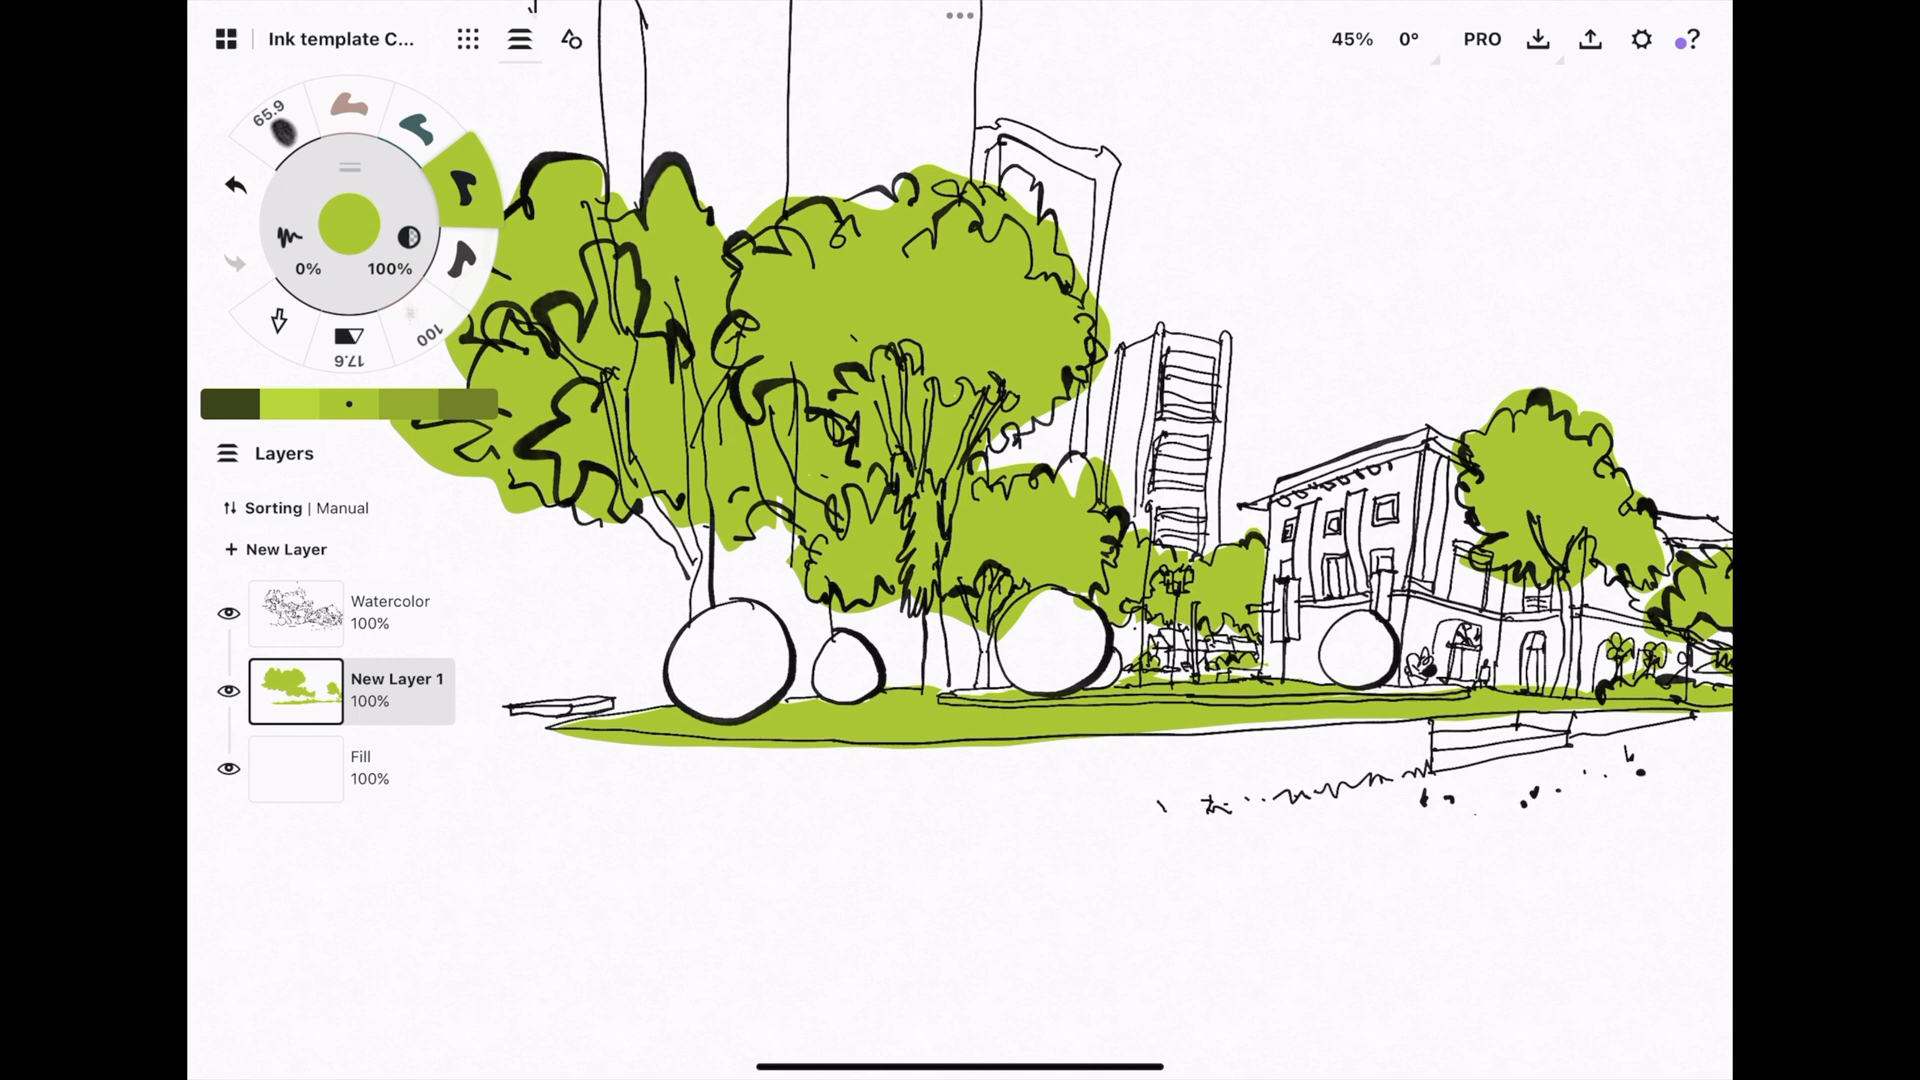 Ink template C...
45%
0°
PRO
?
65.9
0%
100%
100
17.6
Layers
Sorting | Manual
+ New Layer
Watercolor
100%
New Layer 1
100%
Fill
100%